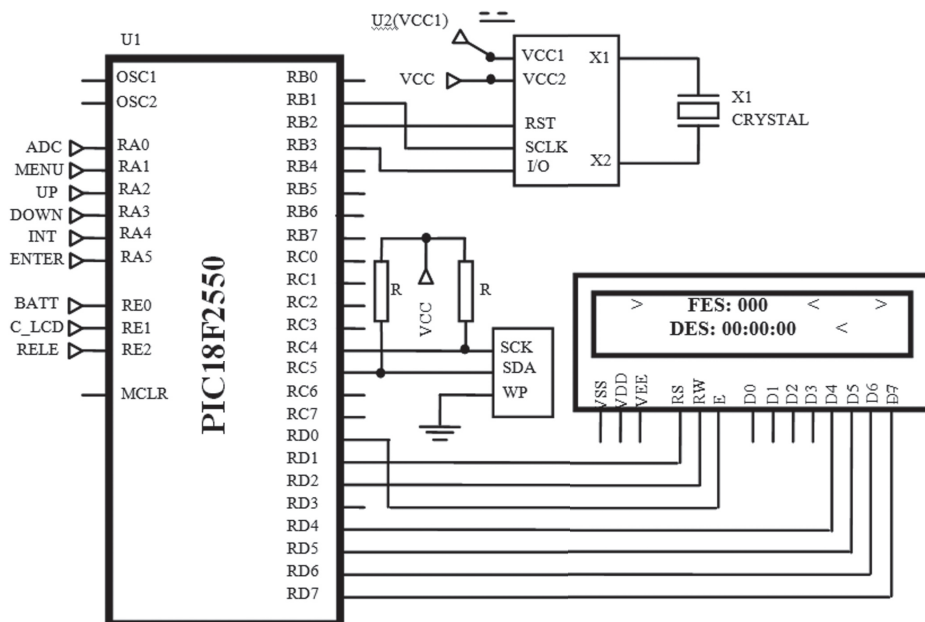 U1
PIC18F2550
OSC1
OSC2
ADC RA0
MENU RA1
UP RA2
DOWN RA3
INT RA4
ENTER RA5
BATT RE0
C_LCD RE1
RELE RE2
MCLR
RB0
RB1
RB2
RB3
RB4
RB5
RB6
RB7
RC0
RC1
RC2
RC3
RC4
RC5
RC6
RC7
RD0
RD1
RD2
RD3
RD4
RD5
RD6
RD7
U2(VCC1)
VCC
VCC1 X1
VCC2
RST
SCLK
I/O X2
X1
CRYSTAL
R
VCC
R
SCK
SDA
WP
> FES: 000 < >
DES: 00:00:00 <
VSS
VDD
VEE
RS
RW
E
D0
D1
D2
D3
D4
D5
D6
D7